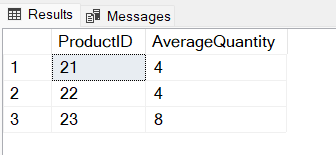 Results Messages
ProductID AverageQuantity
1 21 4
2 22 4
3 23 8